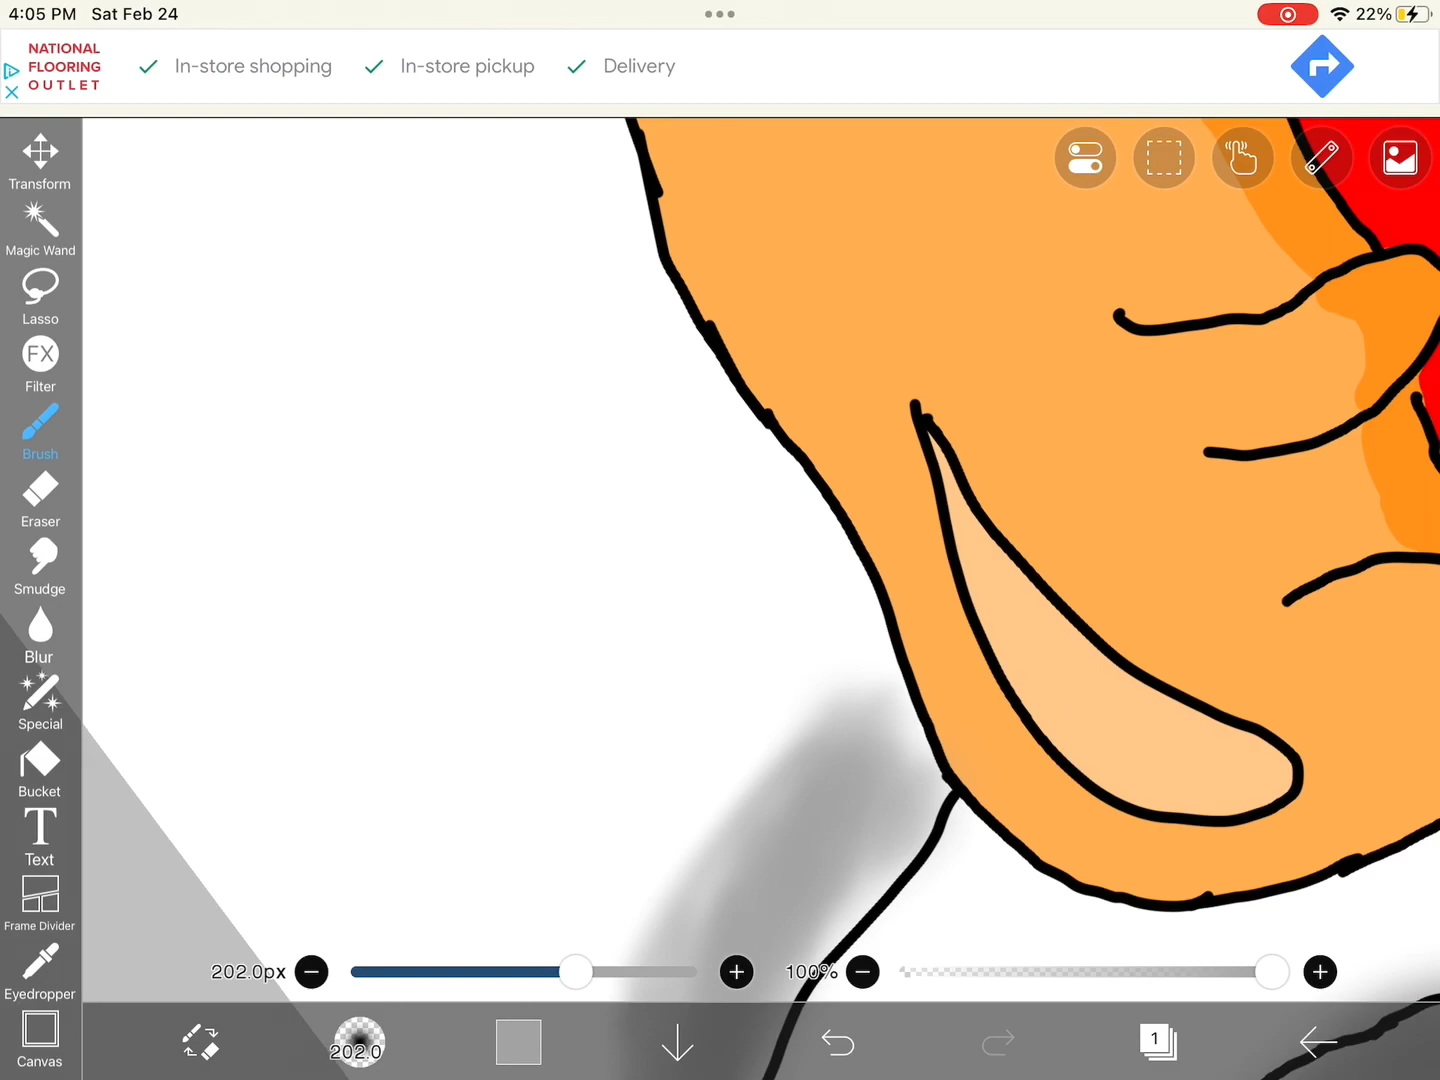 4:05 PM Sat Feb 24
22%
NATIONAL
FLOORING
OUTLET
In-store shopping
In-store pickup
Delivery
Transform
Magic Wand
Lasso
FX
Filter
Brush
Eraser
Smudge
Blur
Special
Bucket
T
Text
Frame Divider
Eyedropper
Canvas
202.0px
100%
202.0
1